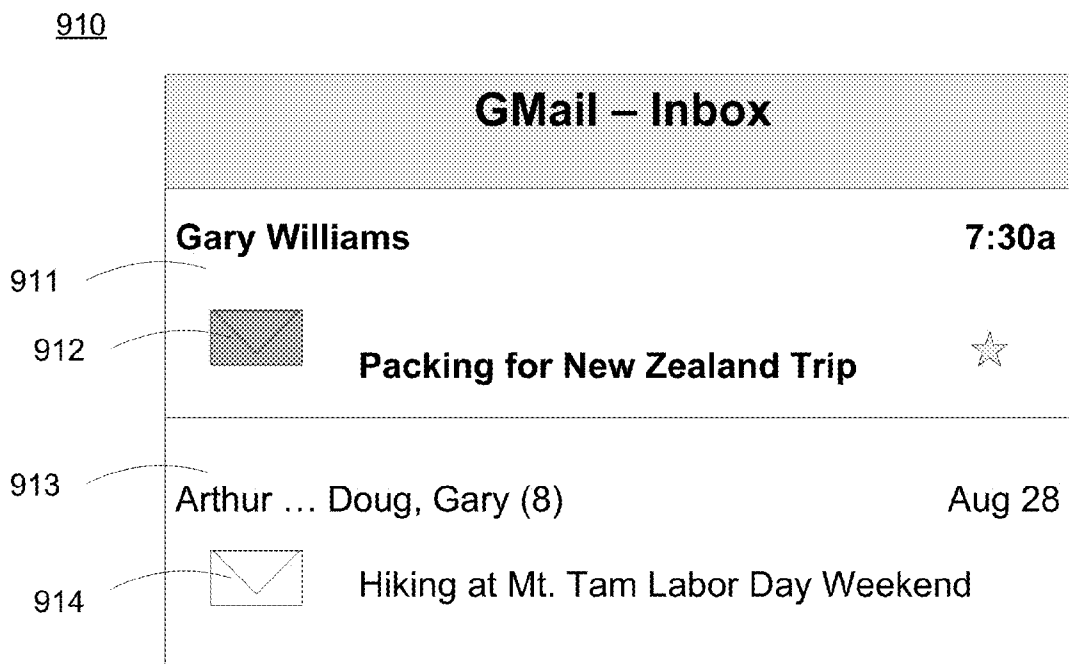 910
GMail – Inbox
Gary Williams 7:30a
911
912
Packing for New Zealand Trip
913
Arthur ... Doug, Gary (8) Aug 28
914
Hiking at Mt. Tam Labor Day Weekend